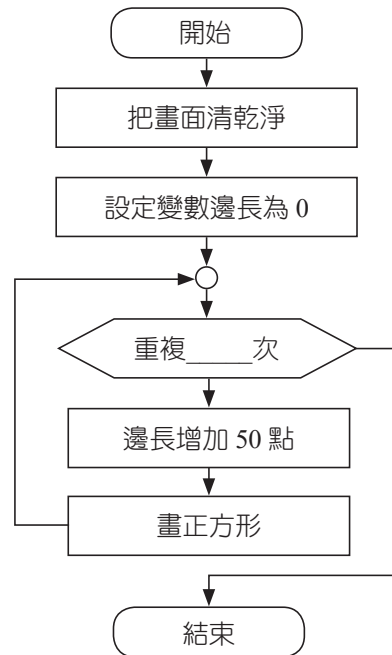 開始
把畫面清乾淨
設定變數邊長為 0
重複_____次
邊長增加 50 點
畫正方形
結束